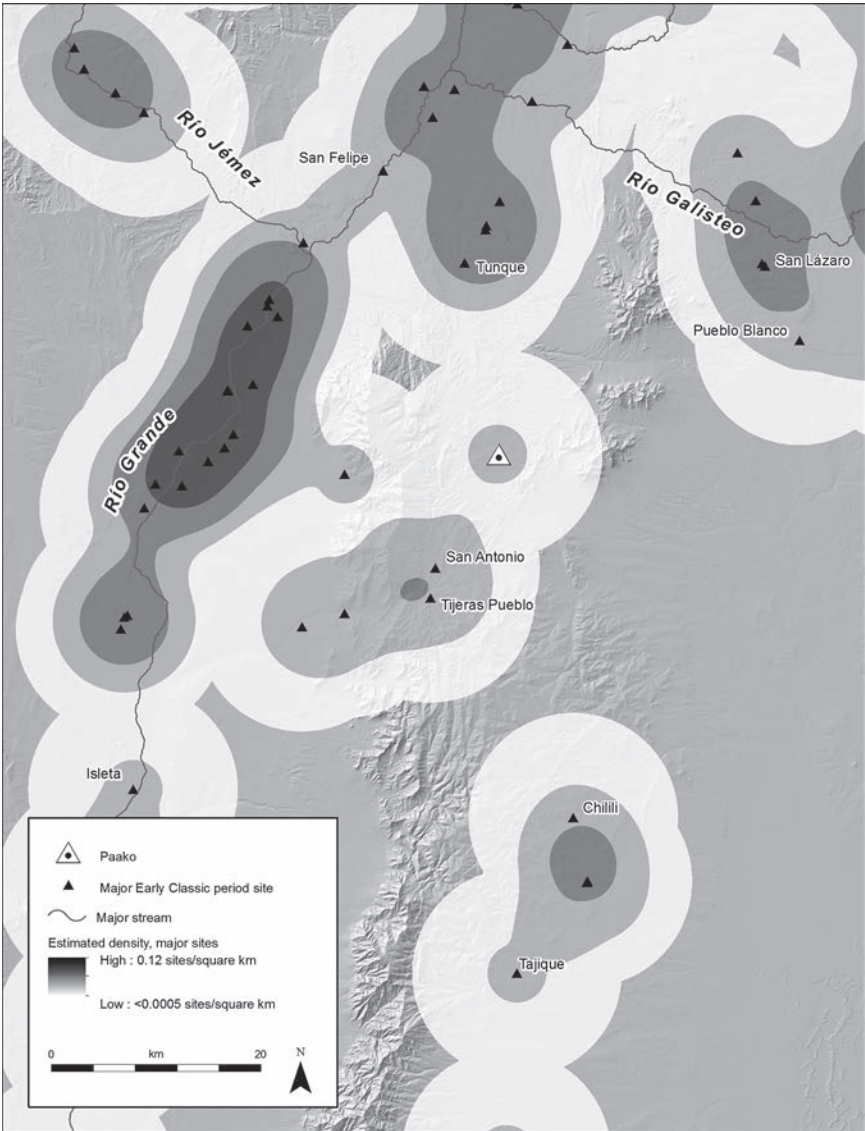 Río Jémez
San Felipe
Río Galisteo
Tunque
San Lázaro
Pueblo Blanco
Río Grande
San Antonio
Tijeras Pueblo
Isleta
Chilili
Tajique
Paako
Major Early Classic period site
Major stream
Estimated density, major sites
High : 0.12 sites/square km
Low : <0.0005 sites/square km
0 km 20
N